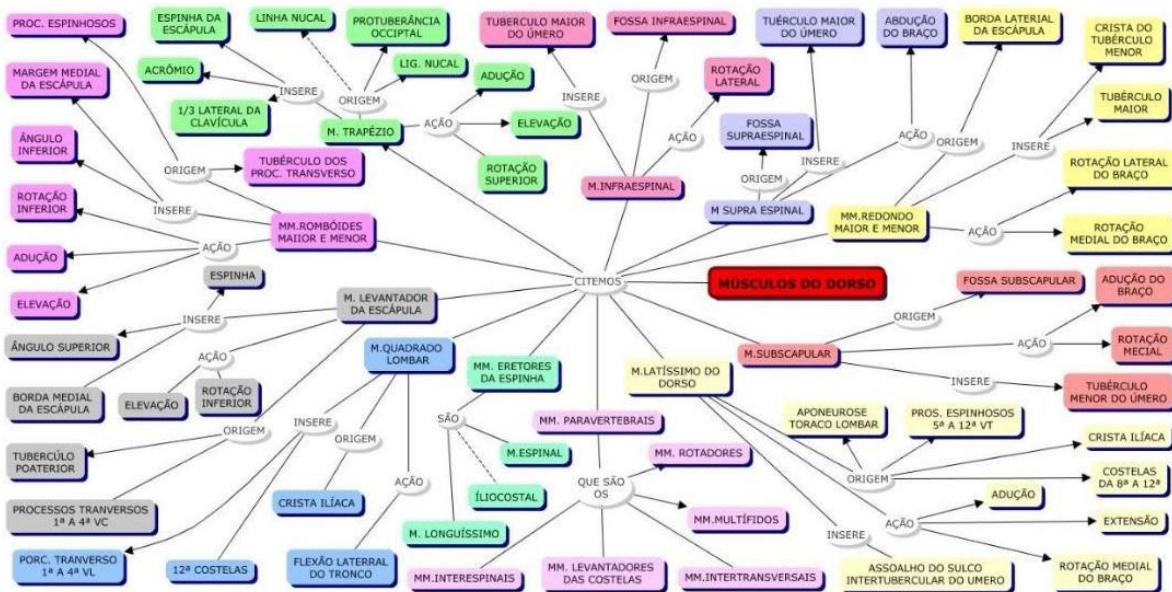 PROC. ESPINHOSOS
MARGEM MEDIAL
DA ESCÁPULA
ÂNGULO
INFERIOR
ROTAÇÃO
INFERIOR
ADUÇÃO
ELEVAÇÃO
ORIGEM
TUBÉRCULO DOS
PROC. TRANSVERSO
INSERE
AÇÃO
MM.ROMBÓIDES
MAIIOR E MENOR
ESPINHA DA
ESCÁPULA
ACRÔMIO
1/3 LATERAL DA
CLAVÍCULA
INSERE
LINHA NUCAL
PROTUBERÂNCIA
OCCIPTAL
LIG. NUCAL
ORIGEM
M. TRAPÉZIO
AÇÃO
ADUÇÃO
ELEVAÇÃO
ROTAÇÃO
SUPERIOR
TUBERCULO MAIOR
DO ÚMERO
INSERE
FOSSA INFRAESPINAL
ORIGEM
ROTAÇÃO
LATERAL
AÇÃO
M.INFRAESPINAL
TUÉRCULO MAIOR
DO ÚMERO
INSERE
FOSSA
SUPRAESPINAL
ORIGEM
ABDUÇÃO
DO BRAÇO
AÇÃO
M SUPRA ESPINAL
BORDA LATERIAL
DA ESCÁPULA
ORIGEM
CRISTA DO
TUBÉRCULO
MENOR
TUBÉRCULO
MAIOR
INSERE
ROTAÇÃO LATERAL
DO BRAÇO
AÇÃO
ROTAÇÃO
MEDIAL DO BRAÇO
MM.REDONDO
MAIOR E MENOR
CITEMOS
MÚSCULOS DO DORSO
ESPINHA
INSERE
ÂNGULO SUPERIOR
BORDA MEDIAL
DA ESCÁPULA
M. LEVANTADOR
DA ESCÁPULA
AÇÃO
ELEVAÇÃO
ROTAÇÃO
INFERIOR
ORIGEM
TUBERCÚLO
POATERIOR
PROCESSOS TRANVERSOS
1ª A 4ª VC
M.QUADRADO
LOMBAR
INSERE
PORC. TRANVERSO
1ª A 4ª VL
12ª COSTELAS
ORIGEM
CRISTA ILÍACA
AÇÃO
FLEXÃO LATERRAL
DO TRONCO
MM. ERETORES
DA ESPINHA
SÃO
M.ESPINAL
ÍLIOCOSTAL
M. LONGUÍSSIMO
MM. PARAVERTEBRAIS
QUE SÃO
OS
MM. ROTADORES
MM.MULTÍFIDOS
MM.INTERESPINAIS
MM. LEVANTADORES
DAS COSTELAS
MM.INTERTRANSVERSAIS
M.LATÍSSIMO DO
DORSO
APONEUROSE
TORACO LOMBAR
PROS. ESPINHOSOS
5ª A 12ª VT
CRISTA ILÍACA
COSTELAS
DA 8ª A 12ª
ORIGEM
ADUÇÃO
EXTENSÃO
ROTAÇÃO MEDIAL
DO BRAÇO
AÇÃO
INSERE
ASSOALHO DO SULCO
INTERTUBERCULAR DO UMERO
M.SUBSCAPULAR
FOSSA SUBSCAPULAR
ORIGEM
ADUÇÃO DO
BRAÇO
AÇÃO
ROTAÇÃO
MECIAL
INSERE
TUBÉRCULO
MENOR DO ÚMERO